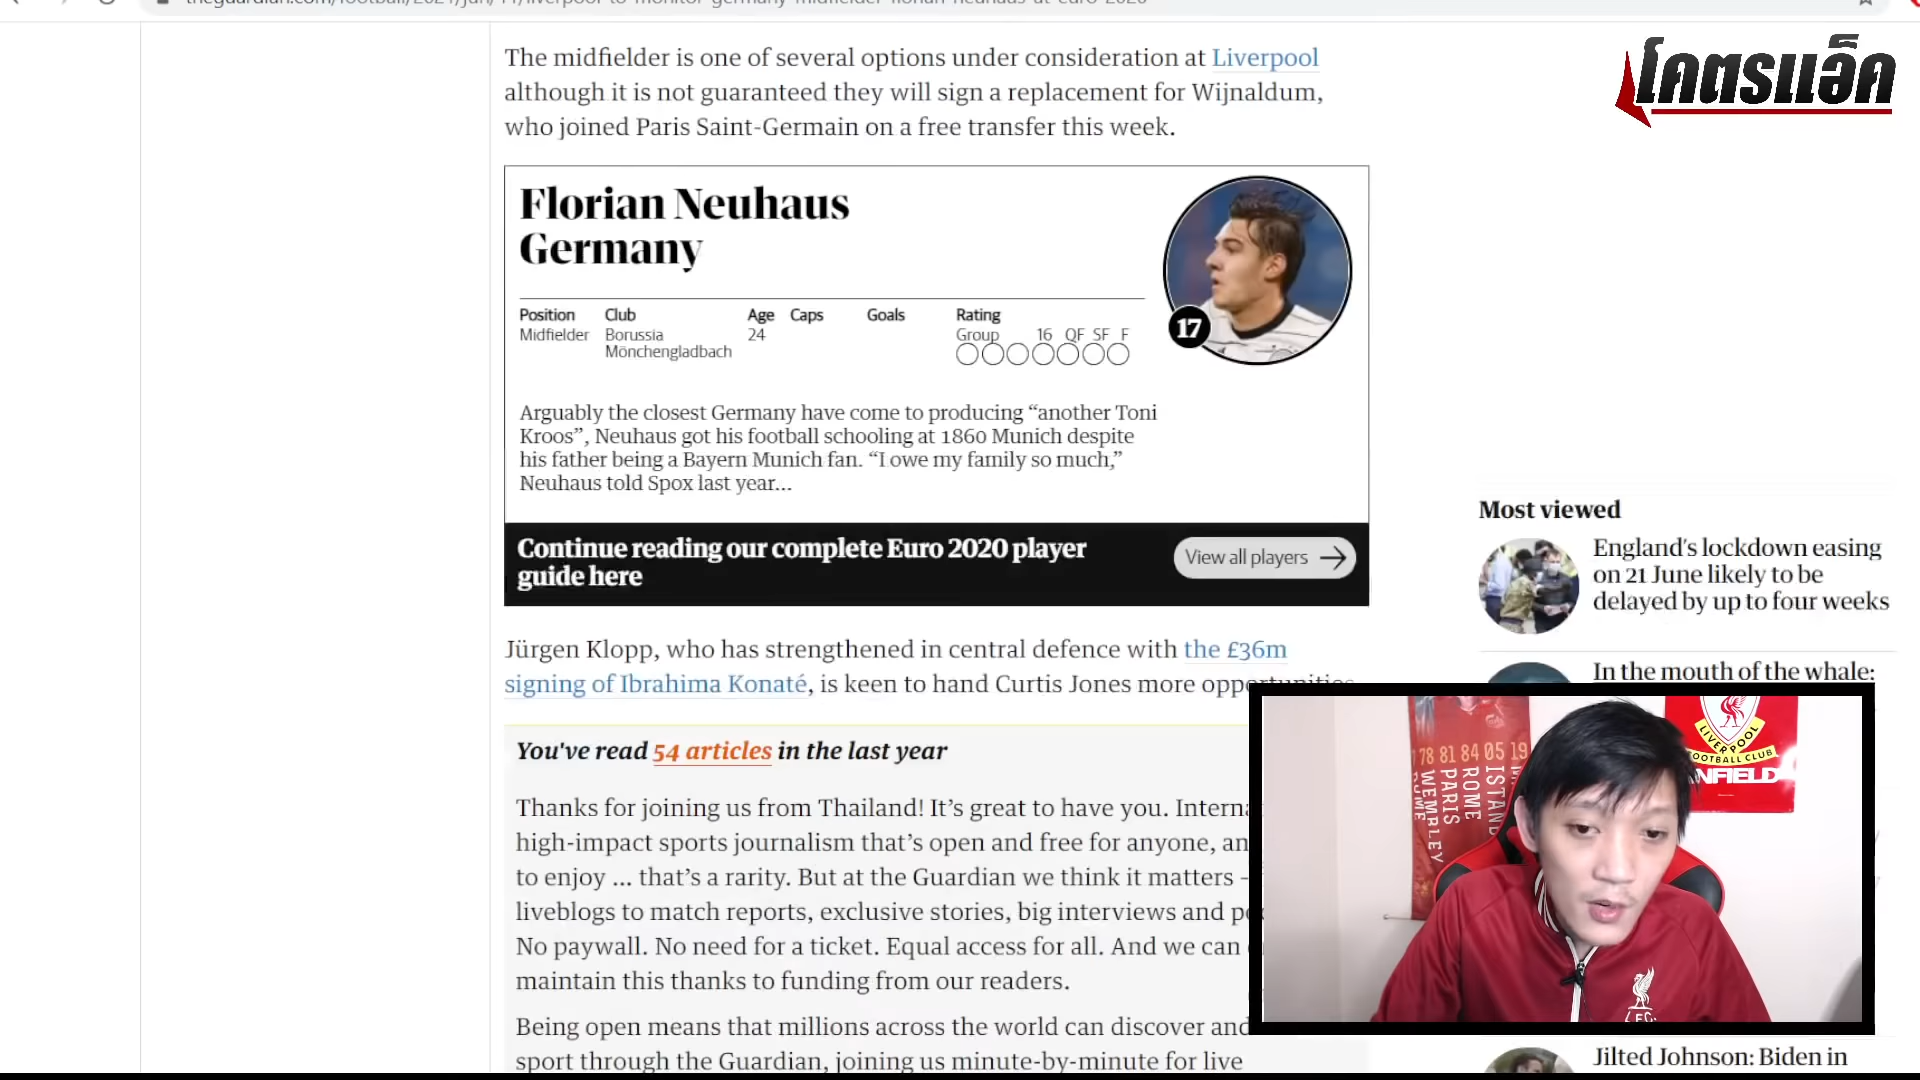 The midfielder is one of several options under consideration at Liverpool
although it is not guaranteed they will sign a replacement for Wijnaldum,
who joined Paris Saint-Germain on a free transfer this week.
โคตรแอ็ค
Florian Neuhaus
Germany
17
Position Club Age Caps Goals Rating
Midfielder Borussia 24 Group 16 QF SF F
Mönchengladbach
Arguably the closest Germany have come to producing “another Toni
Kroos”, Neuhaus got his football schooling at 1860 Munich despite
his father being a Bayern Munich fan. “I owe my family so much,”
Neuhaus told Spox last year...
Continue reading our complete Euro 2020 player
guide here
View all players
Most viewed
England’s lockdown easing
on 21 June likely to be
delayed by up to four weeks
In the mouth of the whale:
Jürgen Klopp, who has strengthened in central defence with the £36m
signing of Ibrahima Konaté, is keen to hand Curtis Jones more opportunities
You've read 54 articles in the last year
Thanks for joining us from Thailand! It’s great to have you.
high-impact sports journalism that’s open and free for anyone,
to enjoy ... that’s a rarity. But at the Guardian we think it matters -
liveblogs to match reports, exclusive stories, big interviews and
No paywall. No need for a ticket. Equal access for all. And we can
maintain this thanks to funding from our readers.
Being open means that millions across the world can discover and
sport through the Guardian, joining us minute-by-minute for live
78 81 84 05 19
WEMBLEY
PARIS
ROME
LIVERPOOL
FOOTBALL CLUB
ANFIELD
Jilted Johnson: Biden in